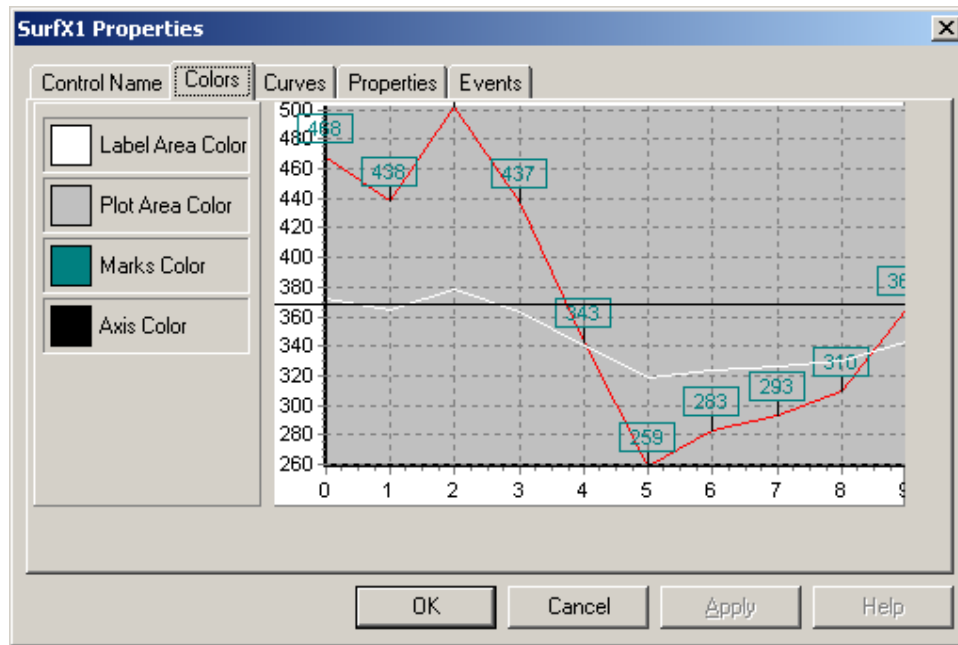 SurfX1 Properties
Control Name Colors Curves Properties Events
Label Area Color
Plot Area Color
Marks Color
Axis Color
500
480
460
440
420
400
380
360
340
320
300
280
260
468
438
437
343
259
283
293
310
0 1 2 3 4 5 6 7 8
OK Cancel Apply Help